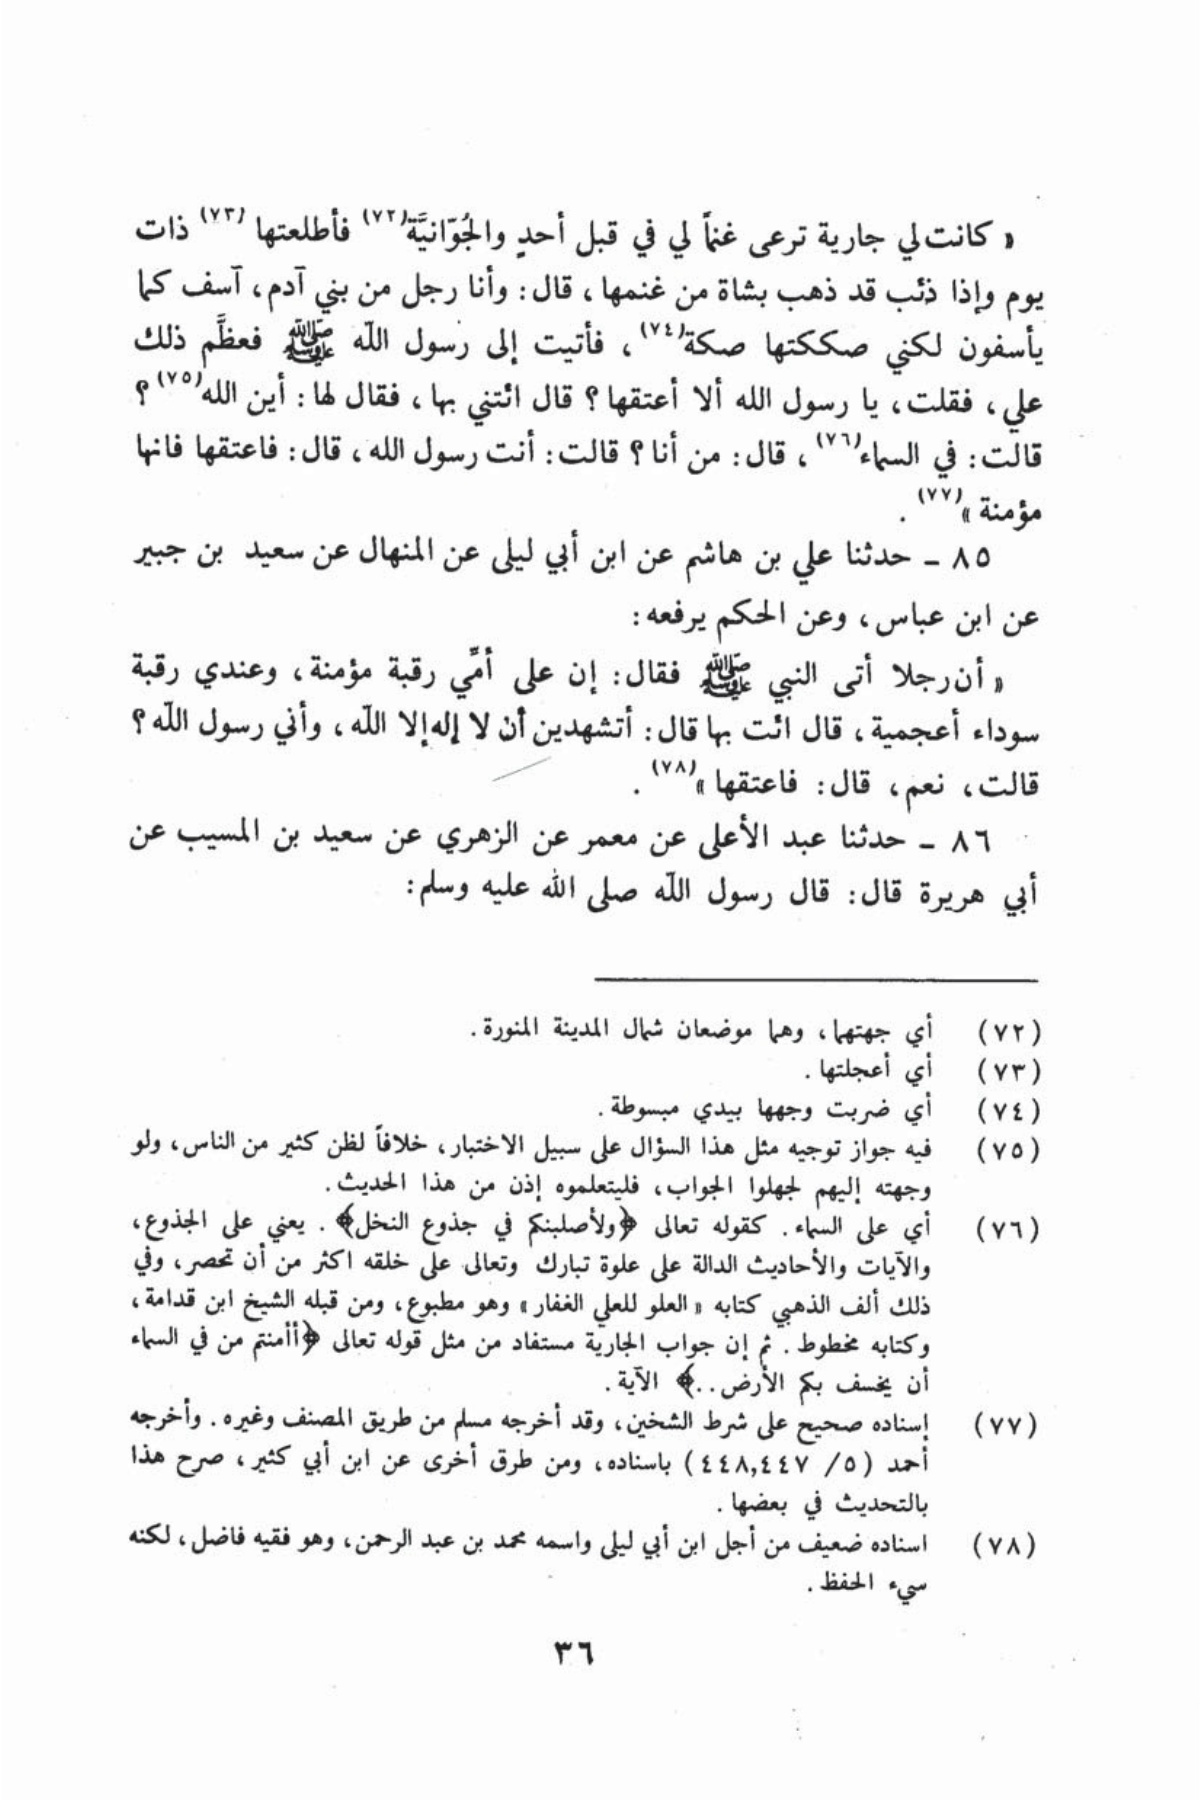 « كانت لي جارية ترعى غنماً لي في قبل أحدٍ والجُوّانيَّة(٧٢) فأطلعتها(٧٣) ذات
يوم وإذا ذئب قد ذهب بشاة من غنمها ، قال : وأنا رجل من بني آدم ، آسف كما
يأسفون لكني صككتها صكة(٧٤) ، فأتيت إلى رسول اللّه ﷺ فعظَّم ذلك
علي ، فقلت ، يا رسول الله ألا أعتقها ؟ قال ائتني بها ، فقال لها : أين الله(٧٥) ؟
قالت : في السماء(٧٦) ، قال : من أنا ؟ قالت : أنت رسول الله ، قال : فاعتقها فانها
مؤمنة »(٧٧) .
٨٥ ـ حدثنا علي بن هاشم عن ابن أبي ليلى عن المنهال عن سعيد بن جبير
عن ابن عباس ، وعن الحكم يرفعه :
« أن رجلا أتى النبي ﷺ فقال : إن على أمّي رقبة مؤمنة ، وعندي رقبة
سوداء أعجمية ، قال ائت بها قال : أتشهدين أن لا إله إلا اللّه ، وأني رسول اللّه ؟
قالت ، نعم ، قال : فاعتقها »(٧٨) .
٨٦ ـ حدثنا عبد الأعلى عن معمر عن الزهري عن سعيد بن المسيب عن
أبي هريرة قال : قال رسول اللّه صلى الله عليه وسلم :
(٧٢) أي جهتهما ، وهما موضعان شمال المدينة المنورة .
(٧٣) أي أعجلتها .
(٧٤) أي ضربت وجهها بيدي مبسوطة .
(٧٥) فيه جواز توجيه مثل هذا السؤال على سبيل الاختبار ، خلافاً لظن كثير من الناس ، ولو
وجهته إليهم لجهلوا الجواب ، فليتعلموه إذن من هذا الحديث .
(٧٦) أي على السماء . كقوله تعالى ﴿ولأصلبنكم في جذوع النخل﴾ . يعني على الجذوع ،
والآيات والأحاديث الدالة على علوة تبارك وتعالى على خلقه اكثر من أن تحصر ، وفي
ذلك ألف الذهبي كتابه « العلو للعلي الغفار » وهو مطبوع ، ومن قبله الشيخ ابن قدامة ،
وكتابه مخطوط . ثم إن جواب الجارية مستفاد من مثل قوله تعالى ﴿أأمنتم من في السماء
أن يخسف بكم الأرض ..﴾ الآية .
(٧٧) إسناده صحيح على شرط الشخين ، وقد أخرجه مسلم من طريق المصنف وغيره . وأخرجه
أحمد (٥/ ٤٤٨,٤٤٧) باسناده ، ومن طرق أخرى عن ابن أبي كثير ، صرح هذا
بالتحديث في بعضها .
(٧٨) اسناده ضعيف من أجل ابن أبي ليلى واسمه محمد بن عبد الرحمن ، وهو فقيه فاضل ، لكنه
سيء الحفظ .
٣٦